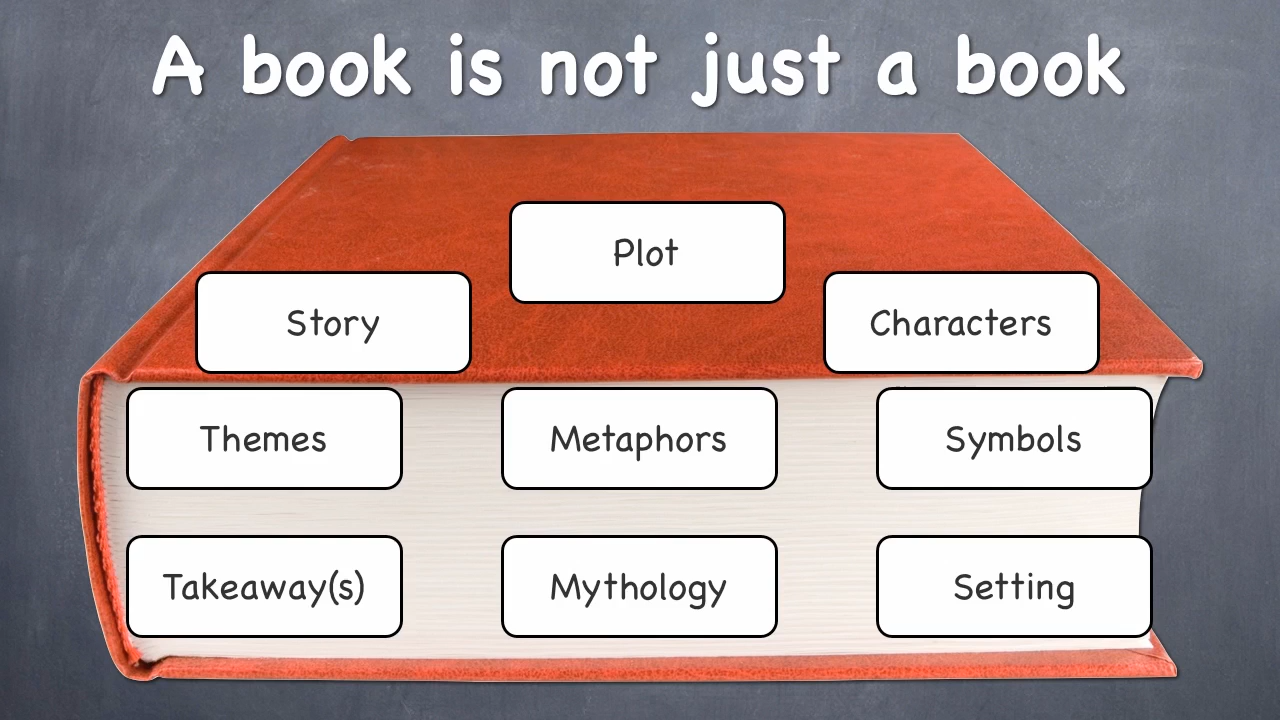 A book is not just a book
Plot
Story
Characters
Themes
Metaphors
Symbols
Takeaway(s)
Mythology
Setting